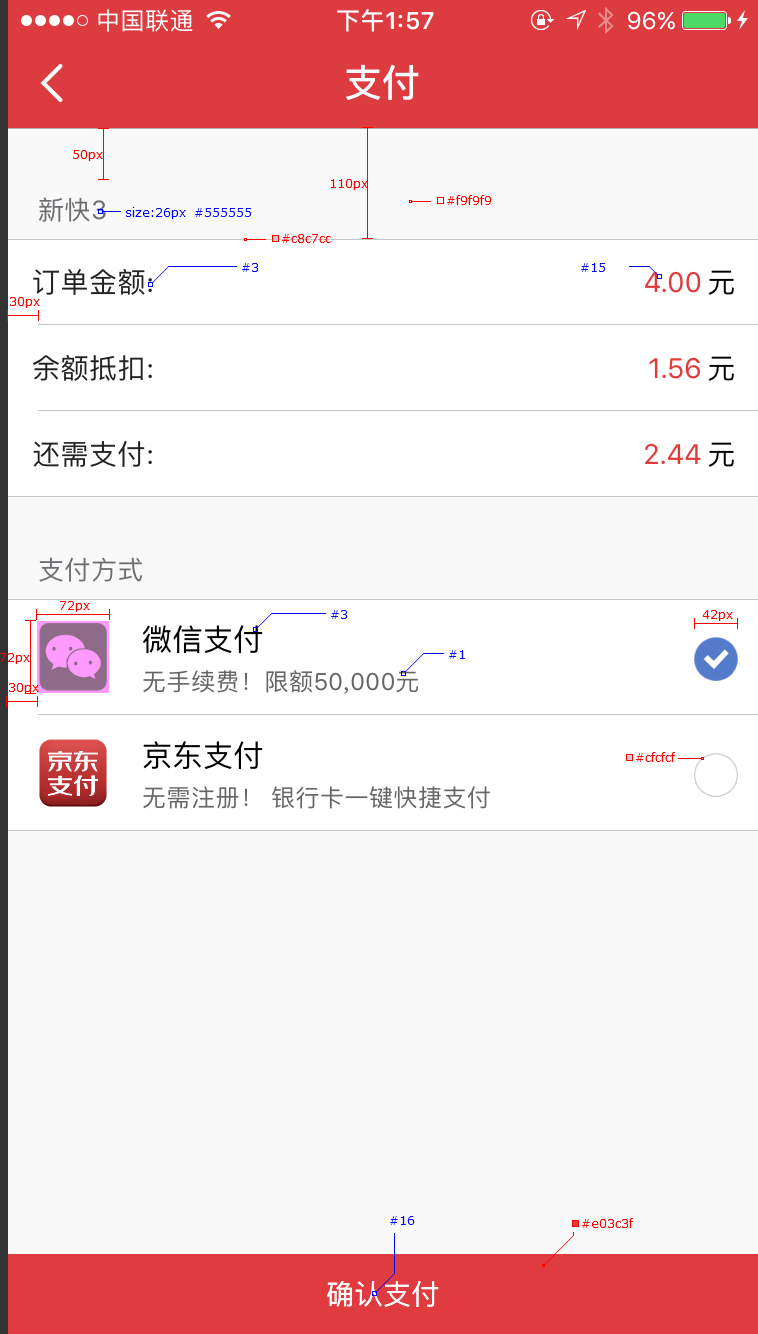 中国联通 下午1:57 96%
支付
50px
110px
#f9f9f9
新快3 size:26px #555555
#c8c7cc
#3 #15
订单金额: 4.00 元
30px
余额抵扣: 1.56 元
还需支付: 2.44 元
支付方式
72px #3 42px
微信支付
72px #1
无手续费！限额50,000元
30px
京东支付 京东支付
#cfcfcf
无需注册！ 银行卡一键快捷支付
#16 #e03c3f
确认支付